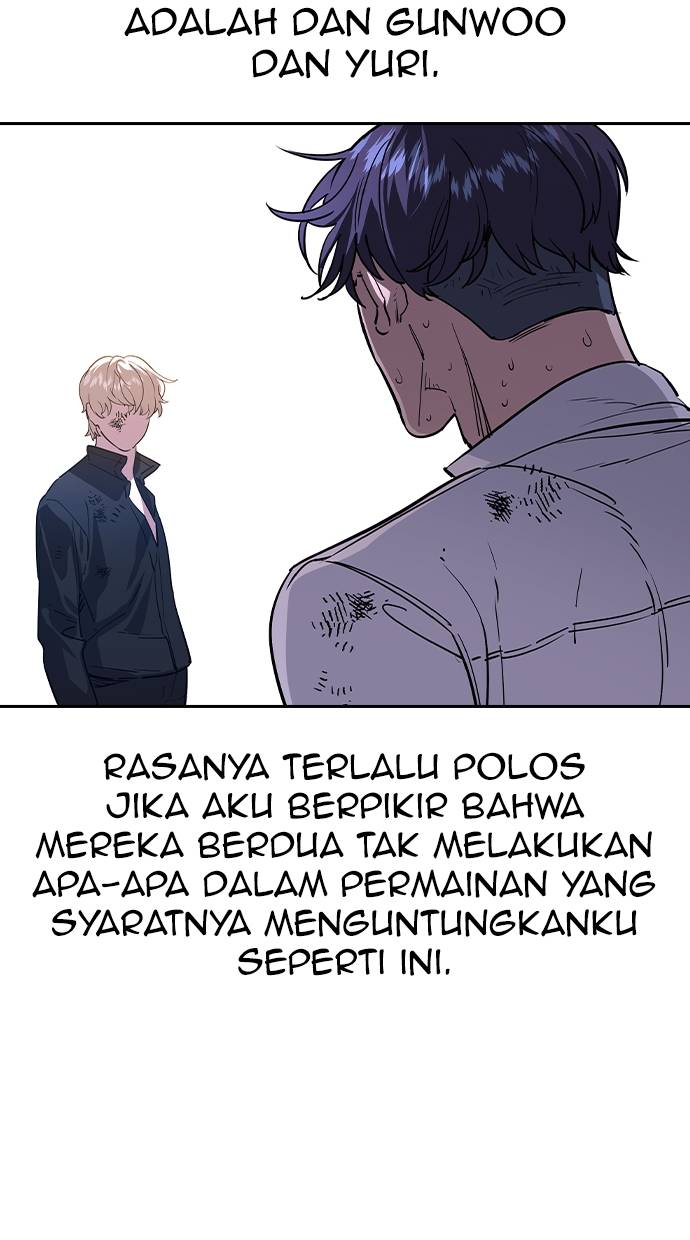 ADALAH DAN GUNWOO
DAN YURI.
RASANYA TERLALU POLOS
JIKA AKU BERPIKIR BAHWA
MEREKA BERDUA TAK MELAKUKAN
APA-APA DALAM PERMAINAN YANG
SYARATNYA MENGUNTUNGKANKU
SEPERTI INI.